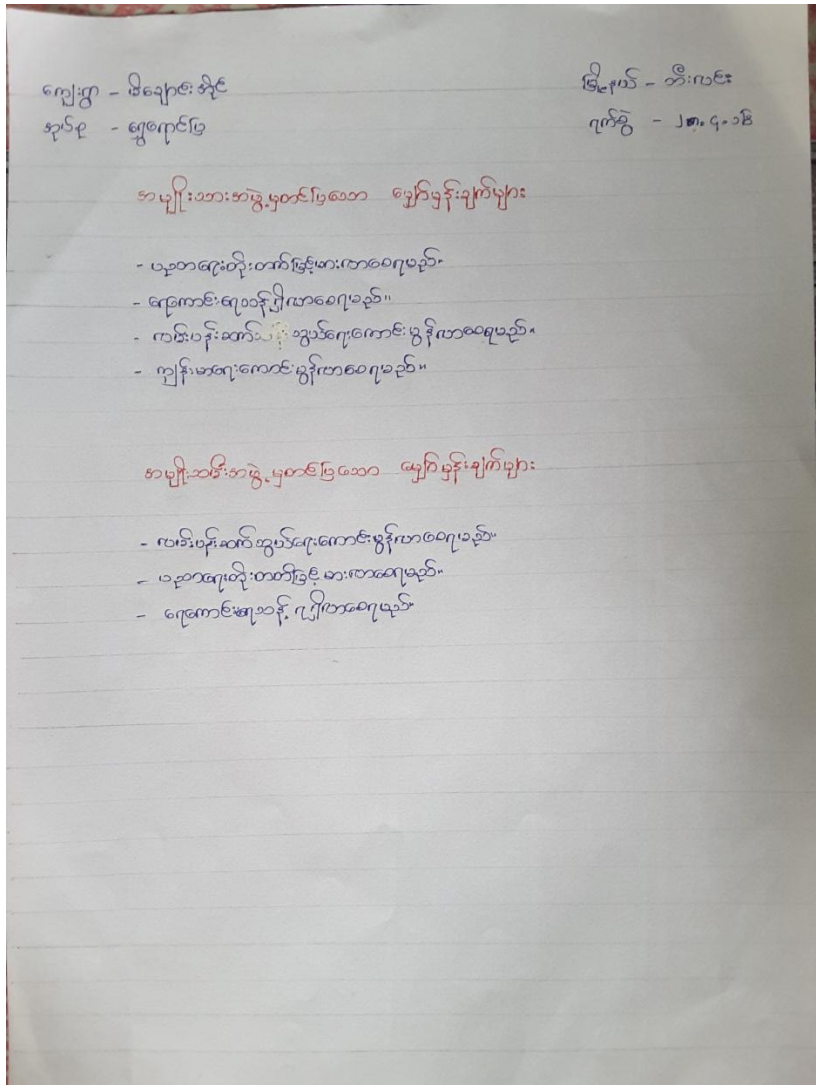 ကျေးရွာ - မိချောင်းအိုင် မြို့နယ် - ဘီးလင်း
အုပ်စု - ရွှေရောင်ပြ ရက်စွဲ - ၂၈.၄.၁၆
အမျိုးသားအဖွဲ့မှတင်ပြသော မျှော်မှန်းချက်များ
- ပညာရေးတိုးတက်မြင့်မားလာစေရမည်။
- ရေကောင်းရေသန့်ရှိလာစေရမည်။
- လမ်းပန်းဆက်သွယ်ရေးကောင်းမွန်လာစေရမည်။
- ကျန်းမာရေးကောင်းမွန်လာစေရမည်။
အမျိုးသမီးအဖွဲ့မှတင်ပြသော မျှော်မှန်းချက်များ
- လမ်းပန်းဆက်သွယ်ရေးကောင်းမွန်လာစေရမည်။
- ပညာရေးတိုးတတ်မြင့်မားလာစေရမည်။
- ရေကောင်းရေသန့်ရရှိလာစေရမည်။